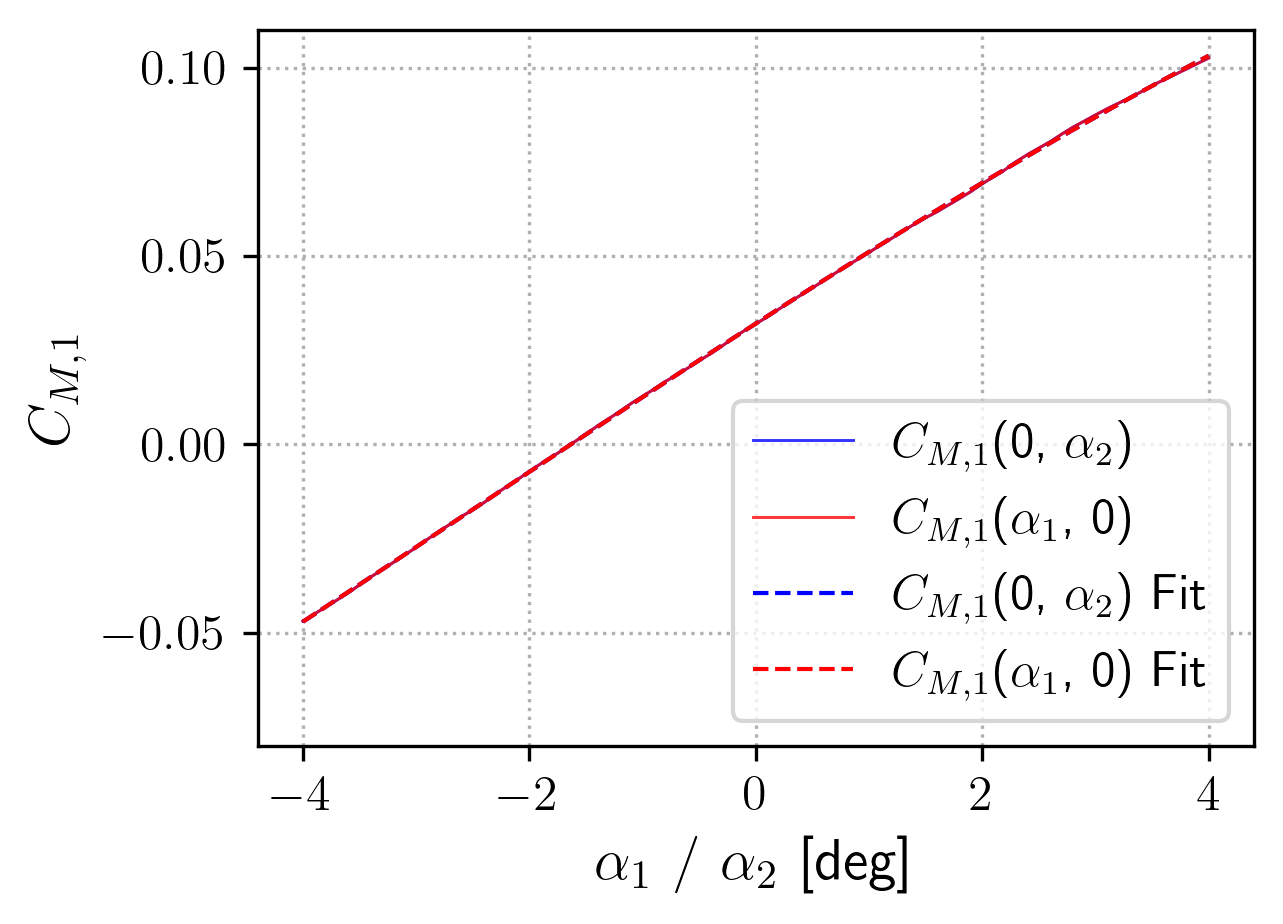 0.10
0.05
0.00
−0.05
C_{M,1}
C_{M,1}(0, α_2)
C_{M,1}(α_1, 0)
C_{M,1}(0, α_2) Fit
C_{M,1}(α_1, 0) Fit
−4 −2 0 2 4
α_1 / α_2 [deg]